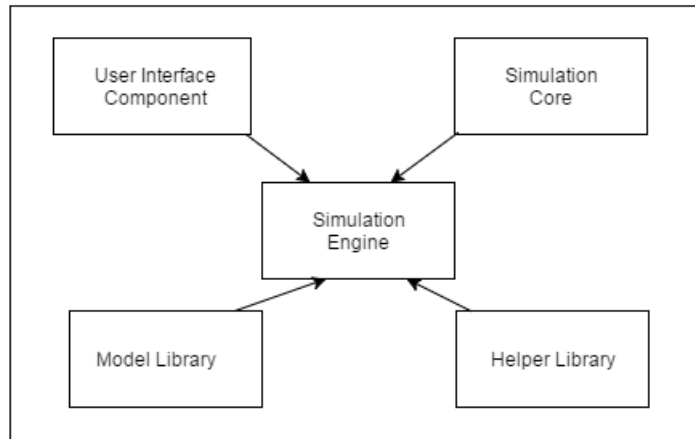 User Interface
Component
Simulation
Core
Simulation
Engine
Model Library
Helper Library